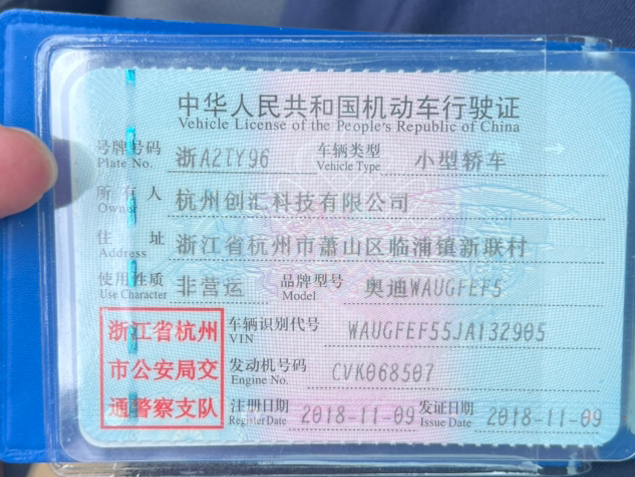 中华人民共和国机动车行驶证
Vehicle License of the People's Republic of China
号牌号码 浙A2TY96 车辆类型 小型轿车
Plate No. Vehicle Type
所有人 杭州创汇科技有限公司
Owner
住址 浙江省杭州市萧山区临浦镇新联村
Address
使用性质 非营运 品牌型号 奥迪WAUGFEF5
Use Character Model
浙江省杭州
市公安局交
通警察支队
车辆识别代号 WAUGFEF55JA132905
VIN
发动机号码 CVK068507
Engine No.
注册日期 2018-11-09 发证日期 2018-11-09
Register Date Issue Date